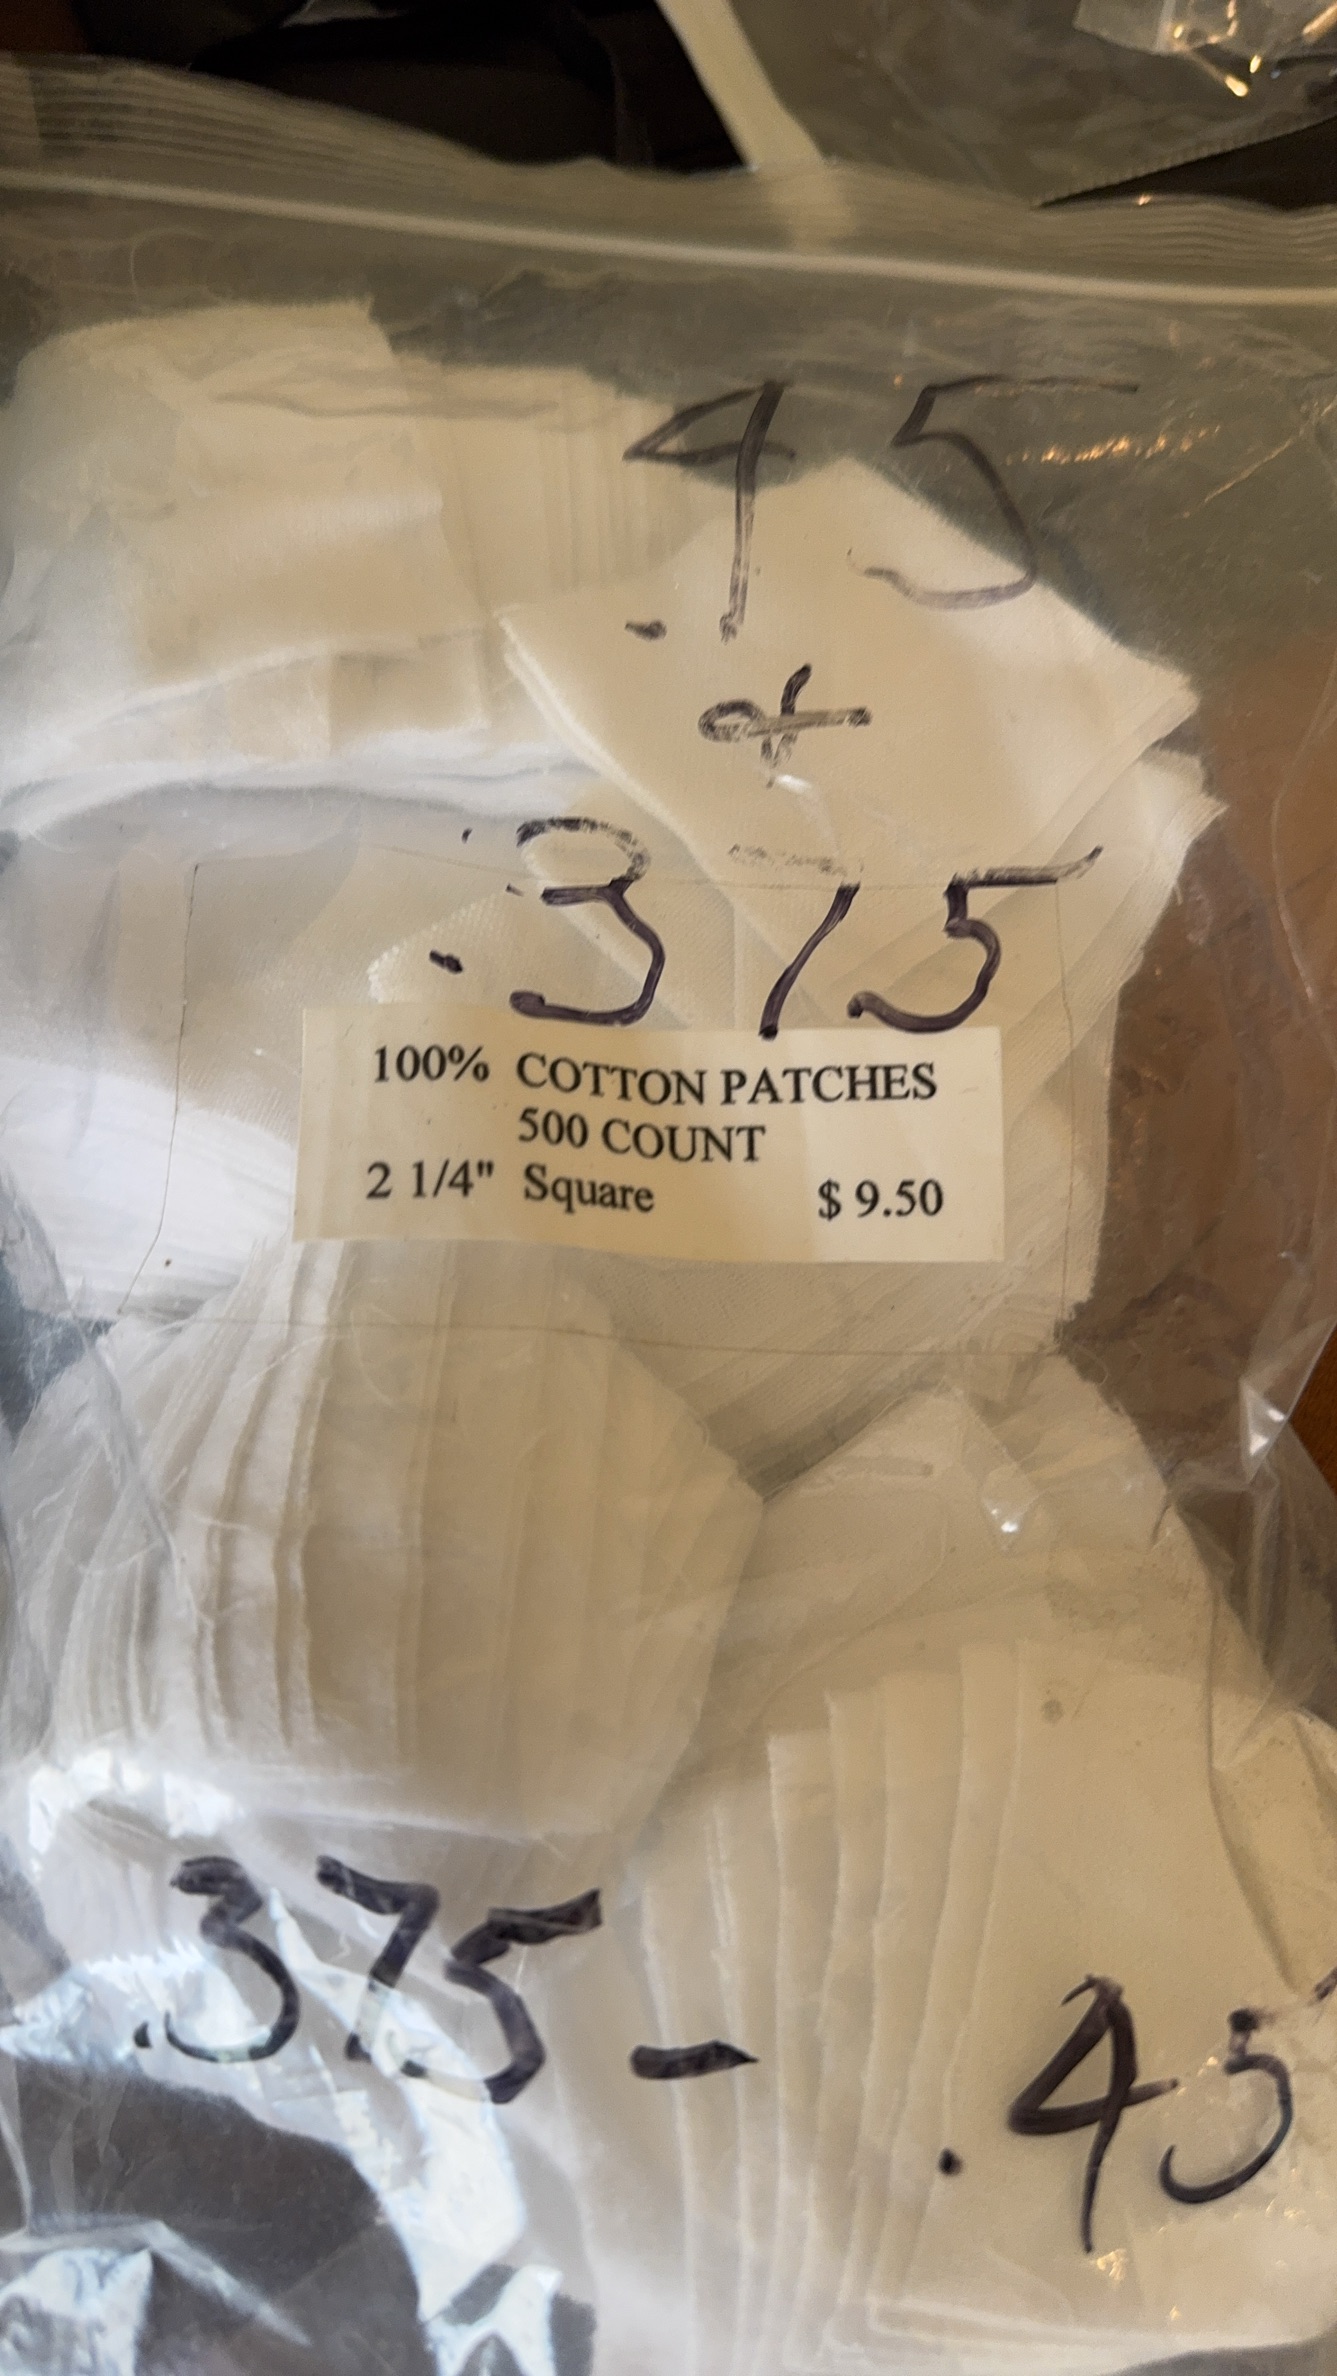 .45
&
.375
100% COTTON PATCHES
500 COUNT
2 1/4" Square $ 9.50
.375 - .45